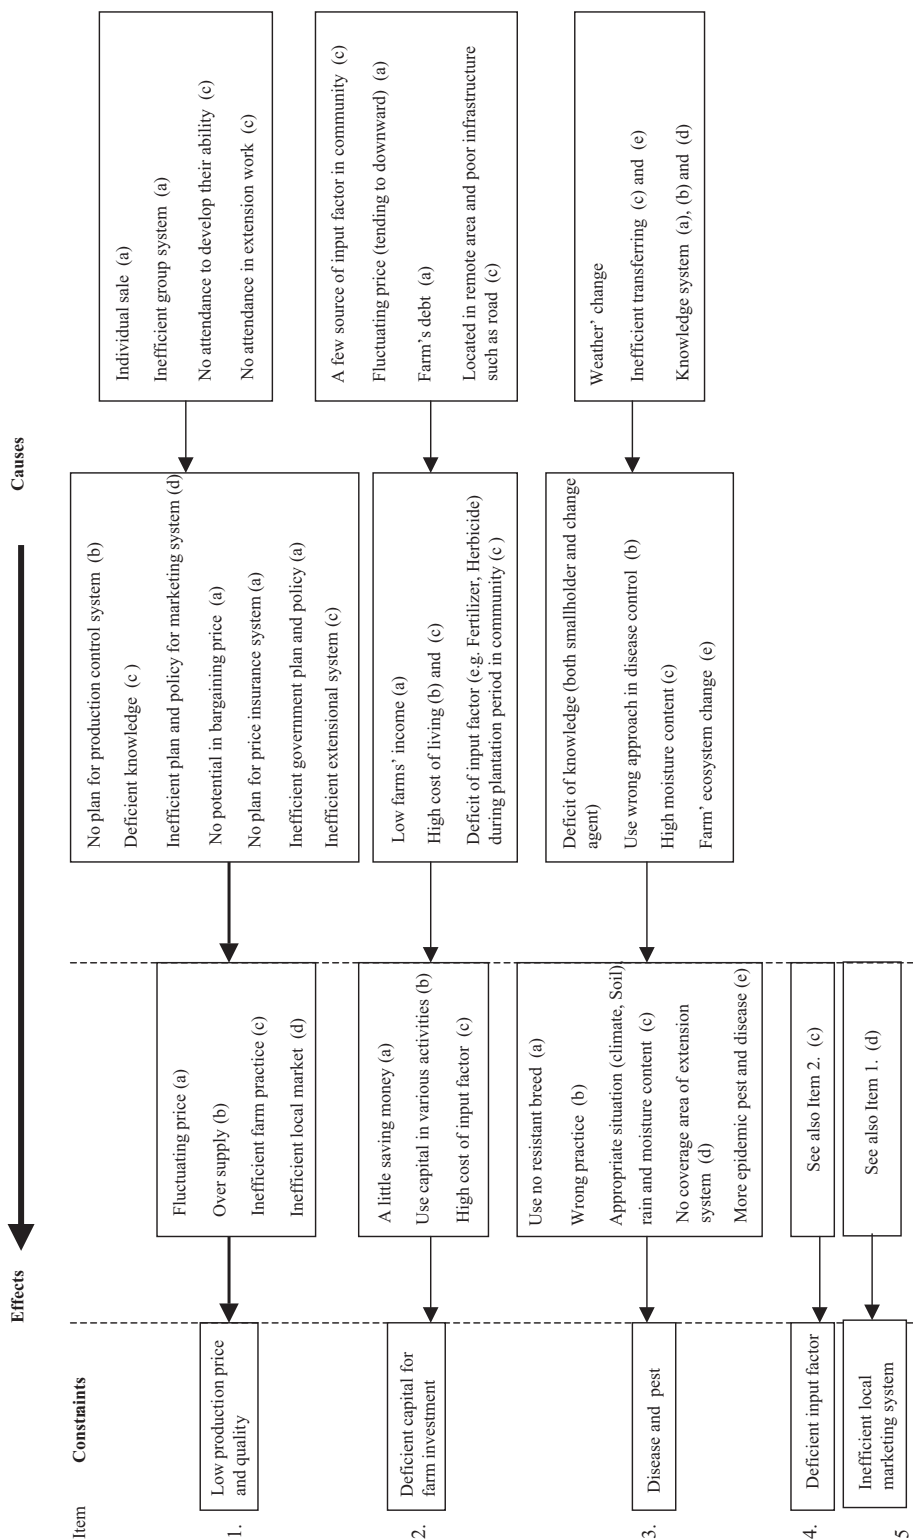 Effects
Causes
Item
Constraints
1.
Low production price
and quality
Fluctuating price (a)
Over supply (b)
Inefficient farm practice (c)
Inefficient local market (d)
No plan for production control system (b)
Deficient knowledge (c )
Inefficient plan and policy for marketing system (d)
No potential in bargaining price (a)
No plan for price insurance system (a)
Inefficient government plan and policy (a)
Inefficient extensional system (c)
Individual sale (a)
Inefficient group system (a)
No attendance to develop their ability (c)
No attendance in extension work (c)
2.
Deficient capital for
farm investment
A little saving money (a)
Use capital in various activities (b)
High cost of input factor (c)
Low farms' income (a)
High cost of living (b) and (c)
Deficit of input factor (e.g. Fertilizer, Herbicide)
during plantation period in community (c )
A few source of input factor in community (c)
Fluctuating price (tending to downward) (a)
Farm's debt (a)
Located in remote area and poor infrastructure
such as road (c)
3.
Disease and pest
Use no resistant breed (a)
Wrong practice (b)
Appropriate situation (climate, Soil),
rain and moisture content (c)
No coverage area of extension
system (d)
More epidemic pest and disease (e)
Deficit of knowledge (both smallholder and change
agent)
Use wrong approach in disease control (b)
High moisture content (c)
Farm' ecosystem change (e)
Weather' change
Inefficient transferring (c) and (e)
Knowledge system (a), (b) and (d)
4.
Deficient input factor
See also Item 2. (c)
5
Inefficient local
marketing system
See also Item 1. (d)